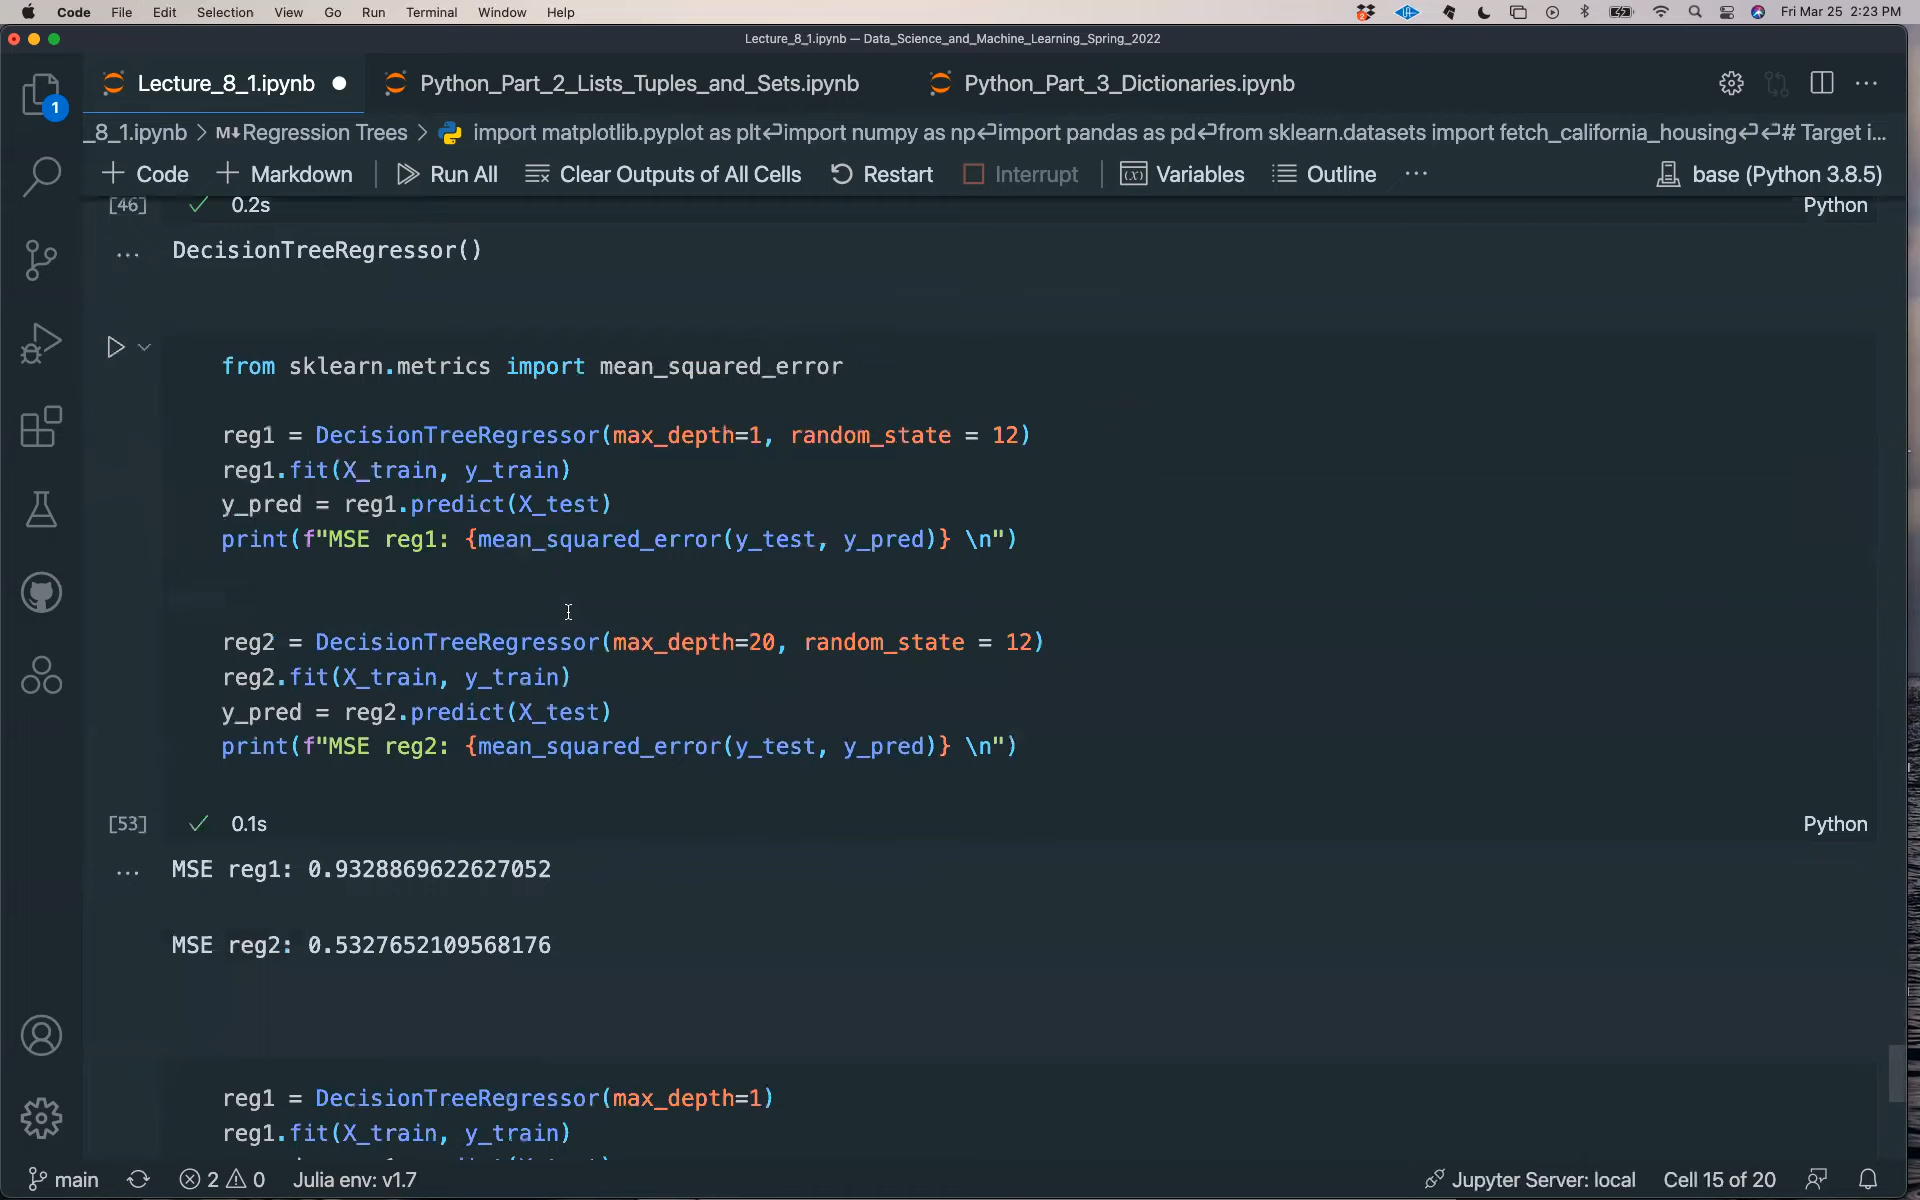 Code File Edit Selection View Go Run Terminal Window Help Fri Mar 25 2:23 PM
Lecture_8_1.ipynb — Data_Science_and_Machine_Learning_Spring_2022
Lecture_8_1.ipynb Python_Part_2_Lists_Tuples_and_Sets.ipynb Python_Part_3_Dictionaries.ipynb
1
_8_1.ipynb > M↓Regression Trees > import matplotlib.pyplot as plt↵import numpy as np↵import pandas as pd↵from sklearn.datasets import fetch_california_housing↵↵# Target i...
+ Code + Markdown Run All Clear Outputs of All Cells Restart Interrupt Variables Outline ... base (Python 3.8.5)
[46] ✓ 0.2s Python
... DecisionTreeRegressor()
from sklearn.metrics import mean_squared_error
reg1 = DecisionTreeRegressor(max_depth=1, random_state = 12)
reg1.fit(X_train, y_train)
y_pred = reg1.predict(X_test)
print(f"MSE reg1: {mean_squared_error(y_test, y_pred)} \n")
reg2 = DecisionTreeRegressor(max_depth=20, random_state = 12)
reg2.fit(X_train, y_train)
y_pred = reg2.predict(X_test)
print(f"MSE reg2: {mean_squared_error(y_test, y_pred)} \n")
[53] ✓ 0.1s Python
... MSE reg1: 0.9328869622627052
MSE reg2: 0.5327652109568176
reg1 = DecisionTreeRegressor(max_depth=1)
reg1.fit(X_train, y_train)
main 2 0 Julia env: v1.7 Jupyter Server: local Cell 15 of 20